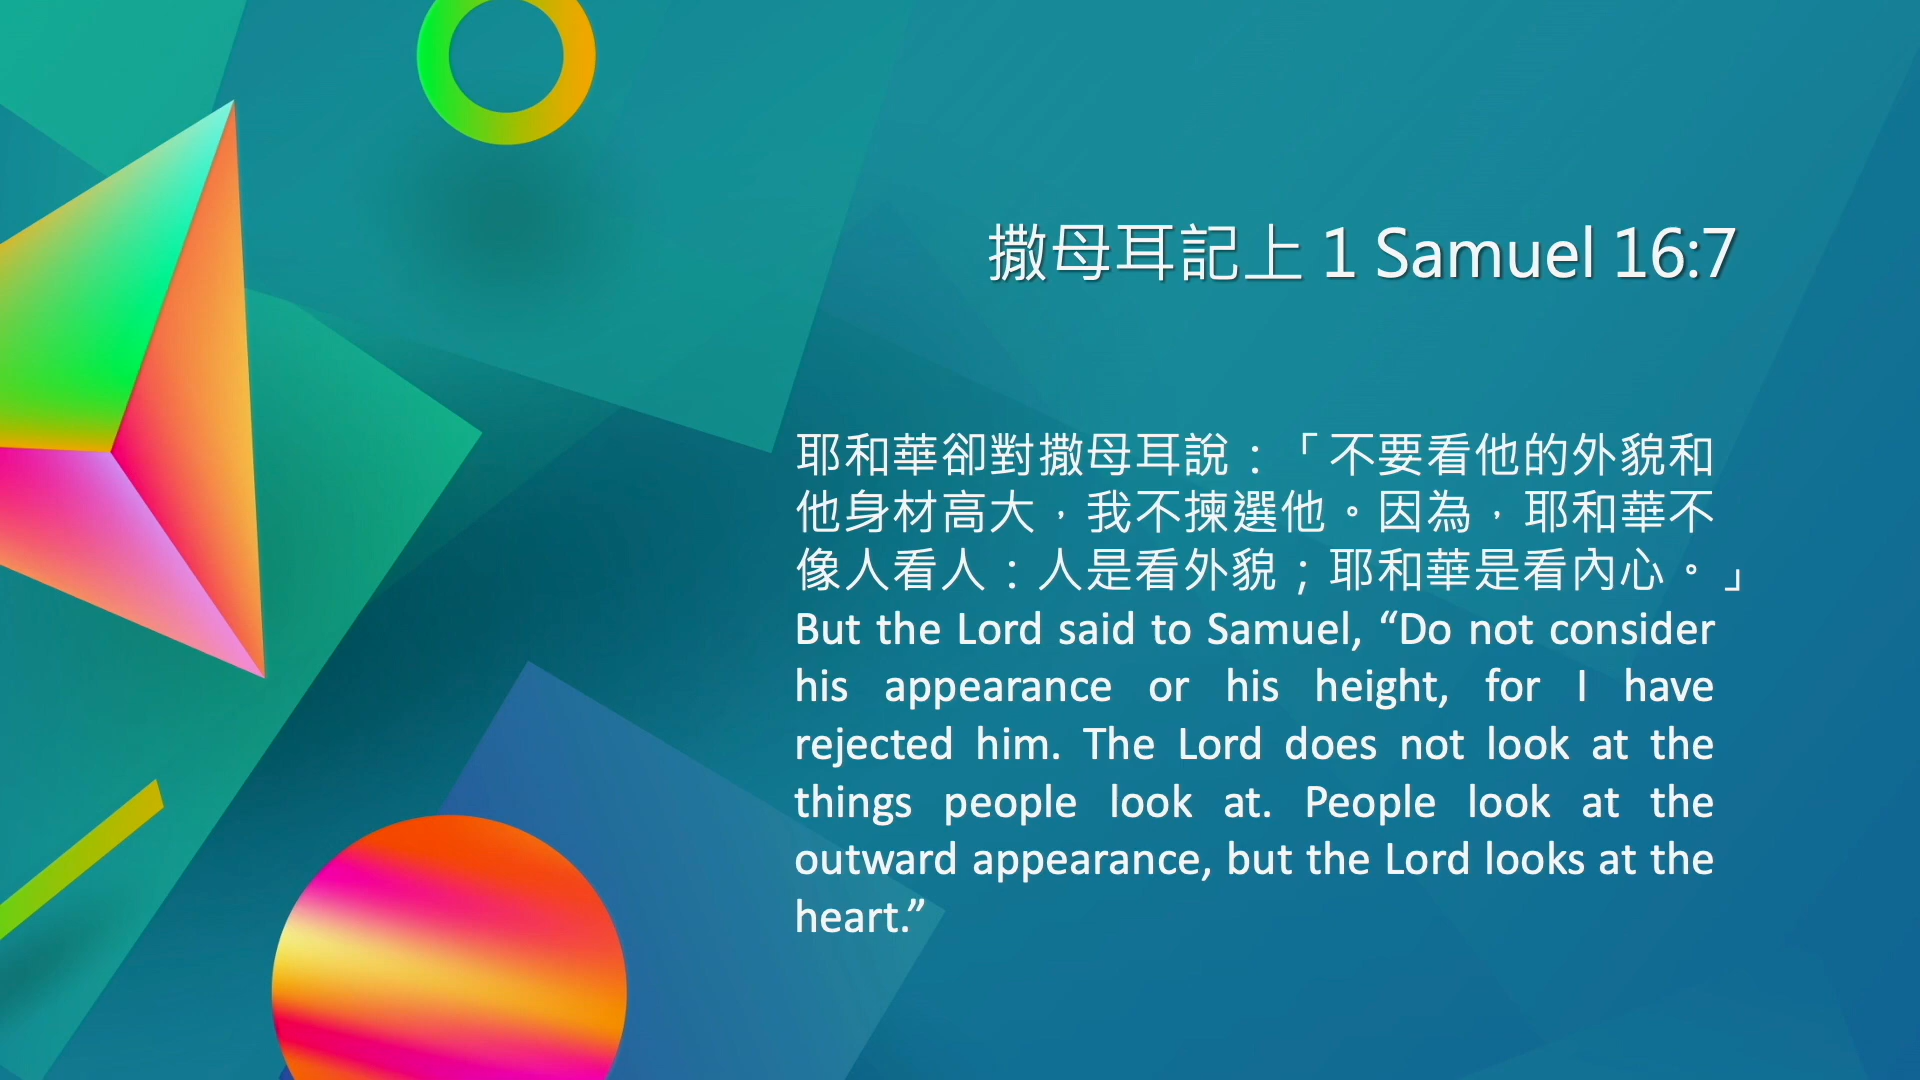 撒母耳記上 1 Samuel 16:7
耶和華卻對撒母耳說：「不要看他的外貌和
他身材高大，我不揀選他。因為，耶和華不
像人看人：人是看外貌；耶和華是看內心。」
But the Lord said to Samuel, “Do not consider
his appearance or his height, for I have
rejected him. The Lord does not look at the
things people look at. People look at the
outward appearance, but the Lord looks at the
heart.”